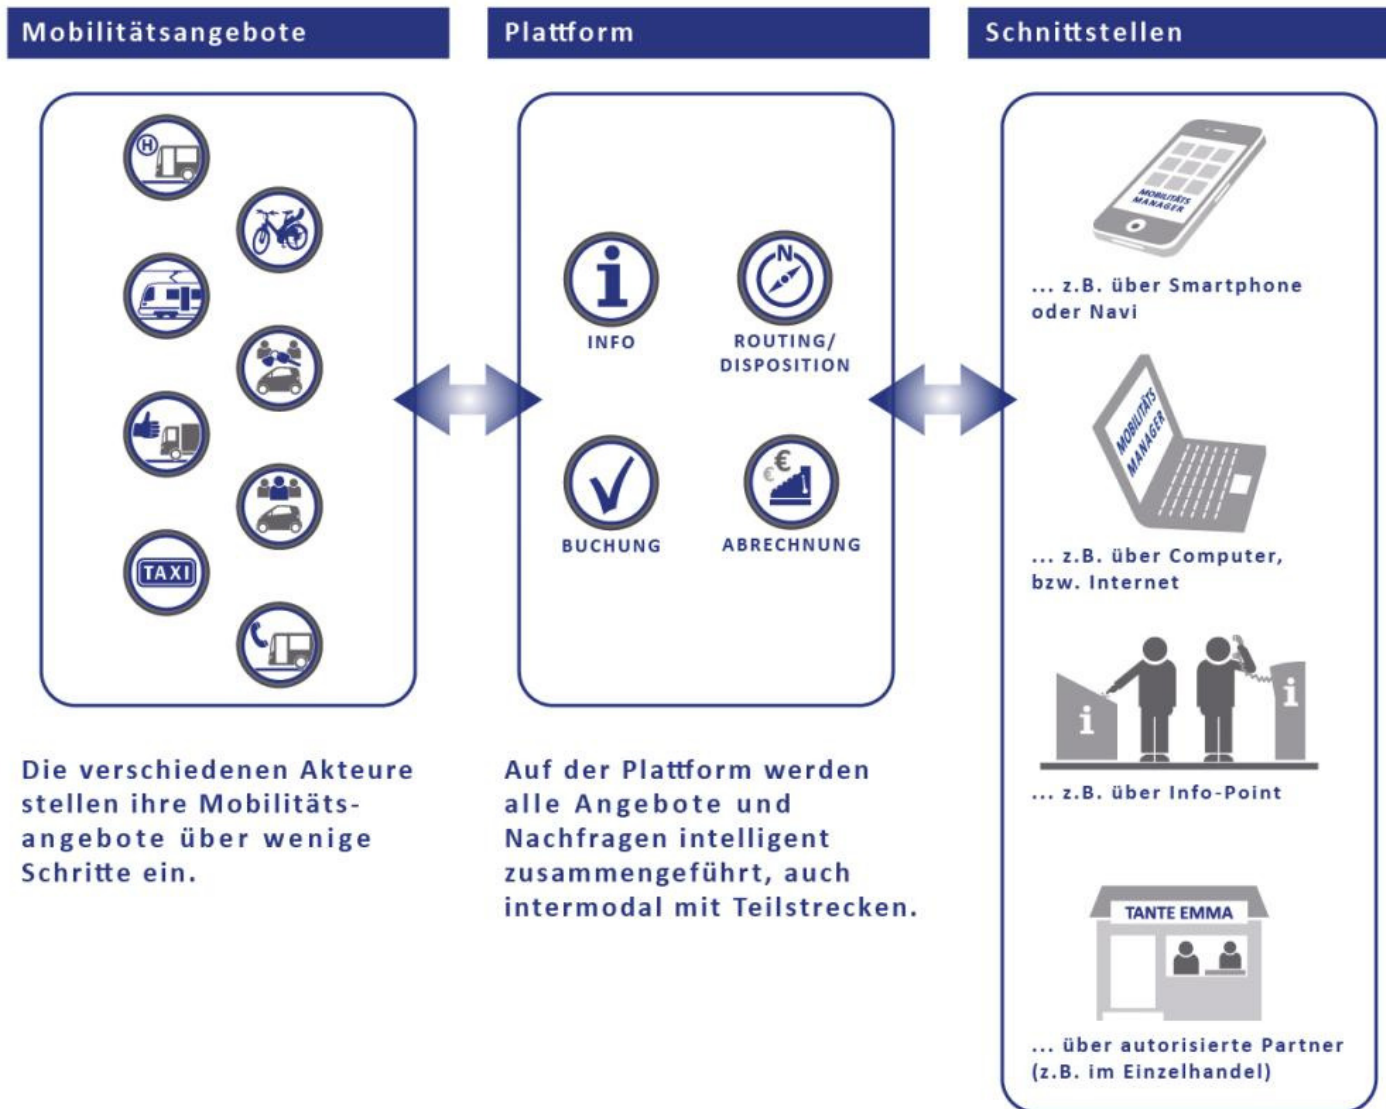 Mobilitätsangebote
H
TAXI
Die verschiedenen Akteure
stellen ihre Mobilitäts-
angebote über wenige
Schritte ein.
Plattform
i
INFO
N
ROUTING/
DISPOSITION
BUCHUNG
€ €
ABRECHNUNG
Auf der Plattform werden
alle Angebote und
Nachfragen intelligent
zusammengeführt, auch
intermodal mit Teilstrecken.
Schnittstellen
MOBILITÄTS
MANAGER
... z.B. über Smartphone
oder Navi
MOBILITÄTS
MANAGER
... z.B. über Computer,
bzw. Internet
i
i
... z.B. über Info-Point
TANTE EMMA
... über autorisierte Partner
(z.B. im Einzelhandel)